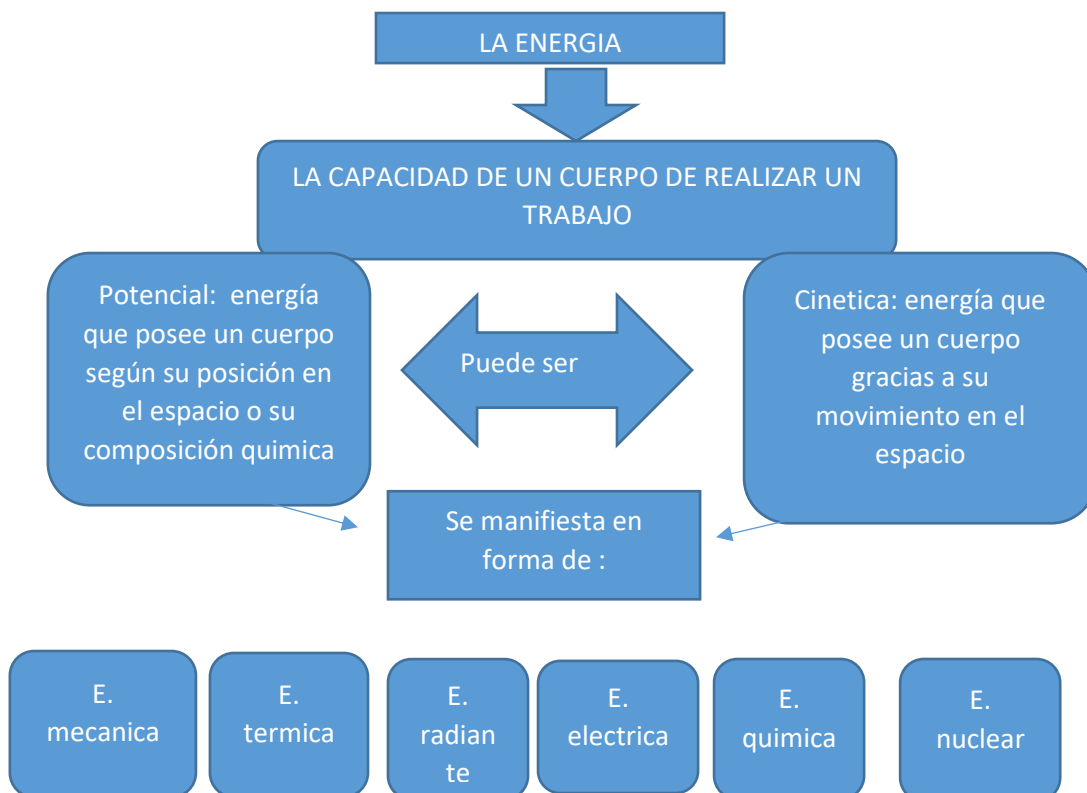 LA ENERGIA
LA CAPACIDAD DE UN CUERPO DE REALIZAR UN
TRABAJO
Potencial:  energía
que posee un cuerpo
según su posición en
el espacio o su
composición quimica
Puede ser
Cinetica: energía que
posee un cuerpo
gracias a su
movimiento en el
espacio
Se manifiesta en
forma de :
E.
mecanica
E.
termica
E.
radian
te
E.
electrica
E.
quimica
E.
nuclear